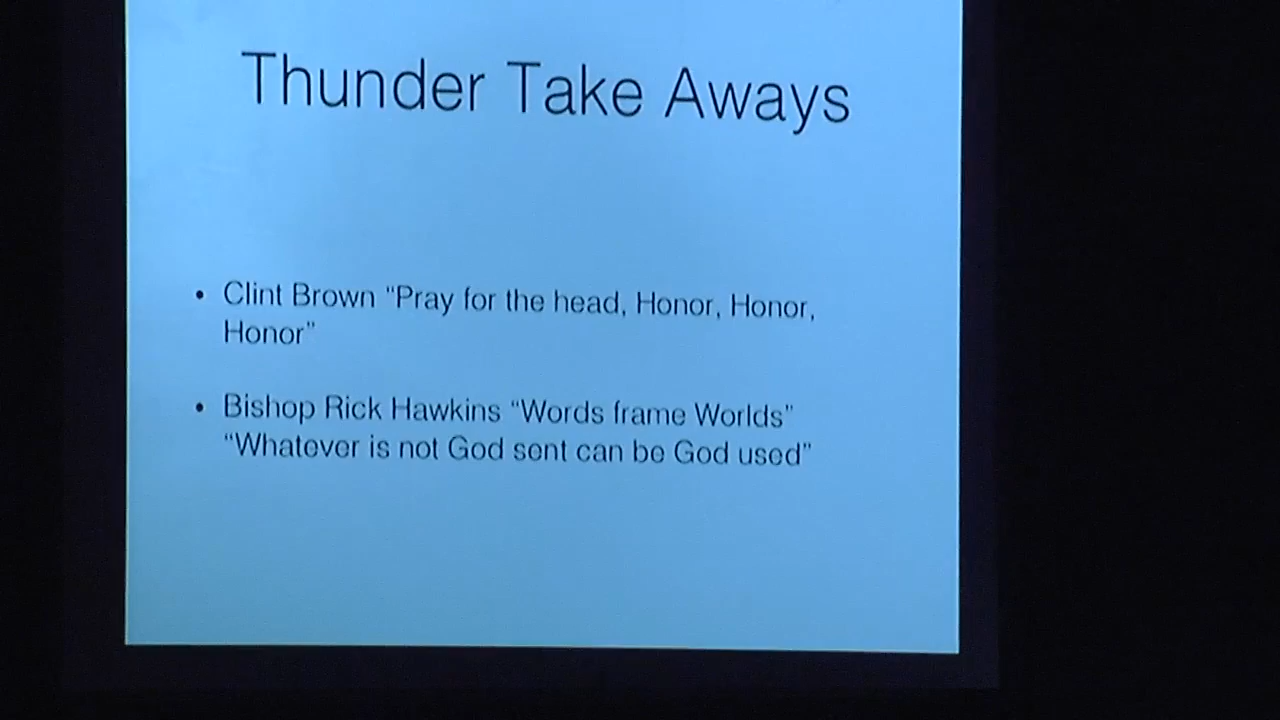 Thunder Take Aways
• Clint Brown “Pray for the head, Honor, Honor,
Honor”
• Bishop Rick Hawkins “Words frame Worlds”
“Whatever is not God sent can be God used”